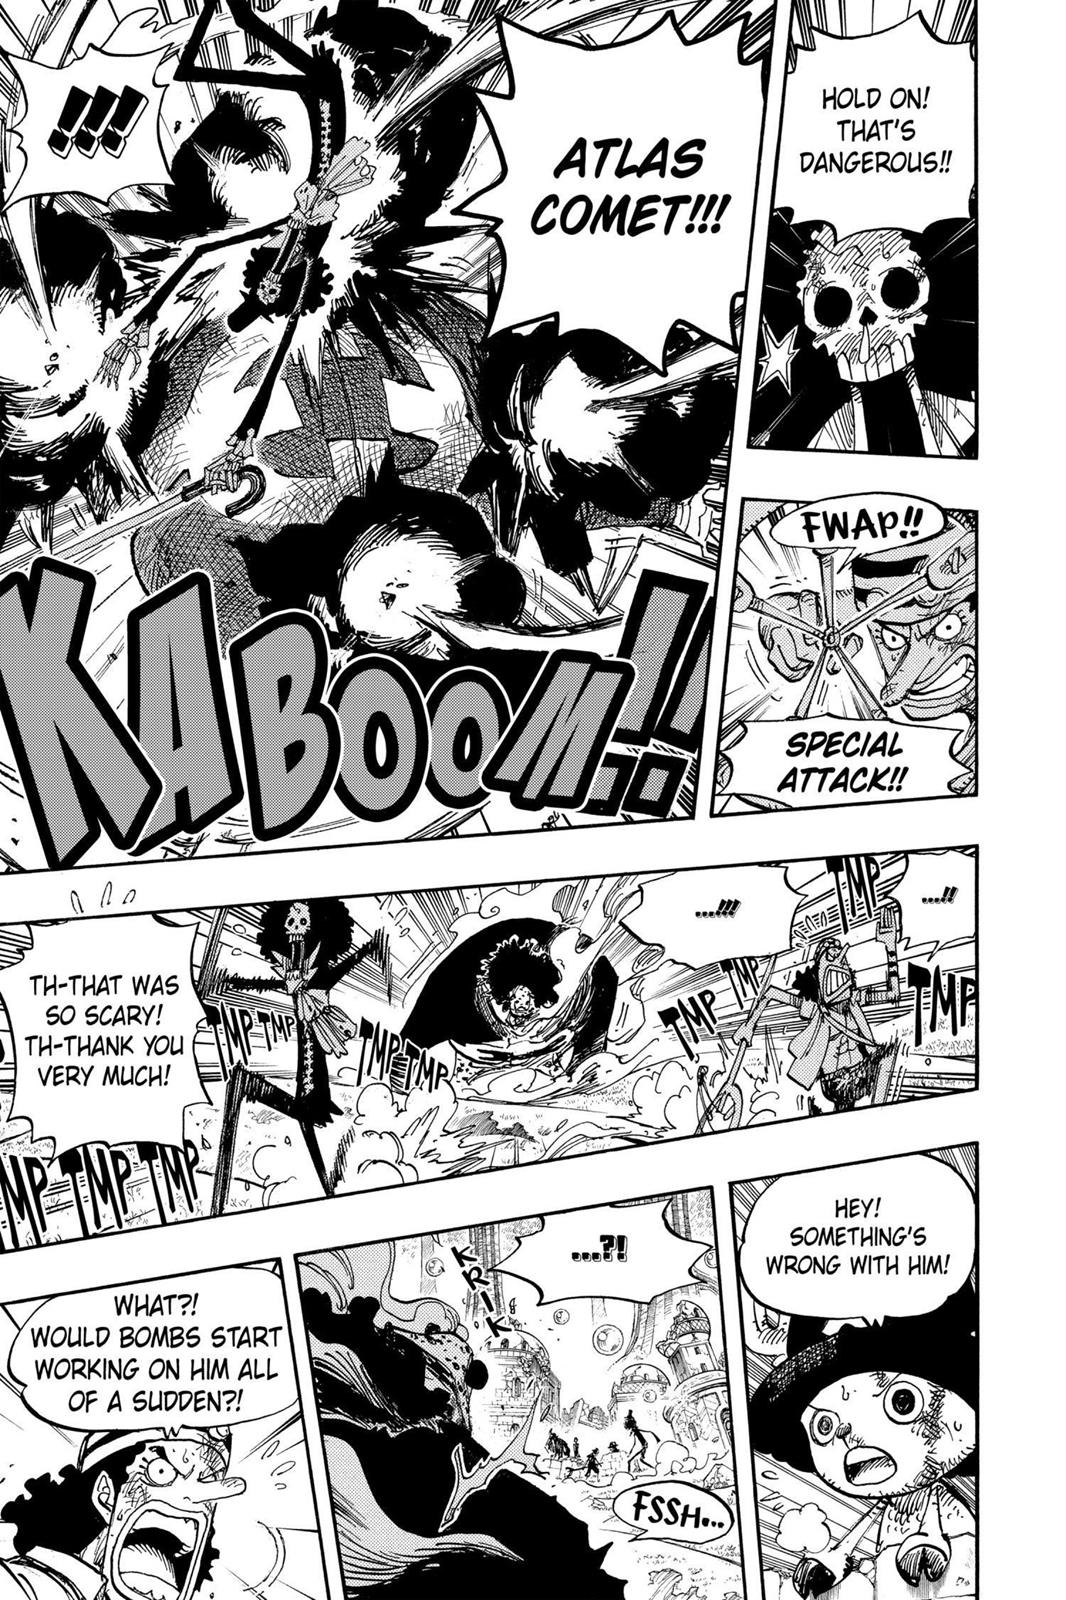 HOLD ON!
THAT'S
DANGEROUS!!
FWAP!!
SPECIAL
ATTACK!!
ATLAS
COMET!!!
!!!
KABOOM!!
...!!
...!!!
TMP
TMP
TMP TMP
TMP
TMP TMP
TMP TMP
TH-THAT WAS
SO SCARY!
TH-THANK YOU
VERY MUCH!
TMP TMP TMP
HEY!
SOMETHING'S
WRONG WITH HIM!
...?!
KRIK
FSSH...
WHAT?!
WOULD BOMBS START
WORKING ON HIM ALL
OF A SUDDEN?!